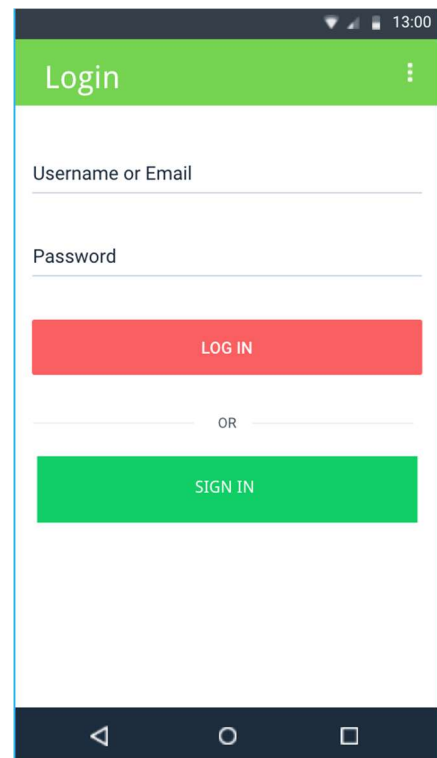 13:00
Login
Username or Email
Password
LOG IN
OR
SIGN IN